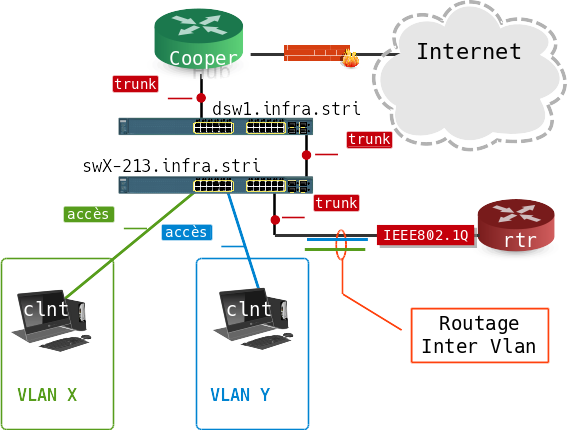 Internet
Cooper
trunk
dsw1.infra.stri
trunk
swX-213.infra.stri
trunk
accès
accès
IEEE802.1Q
rtr
clnt
clnt
Routage
Inter Vlan
VLAN X
VLAN Y